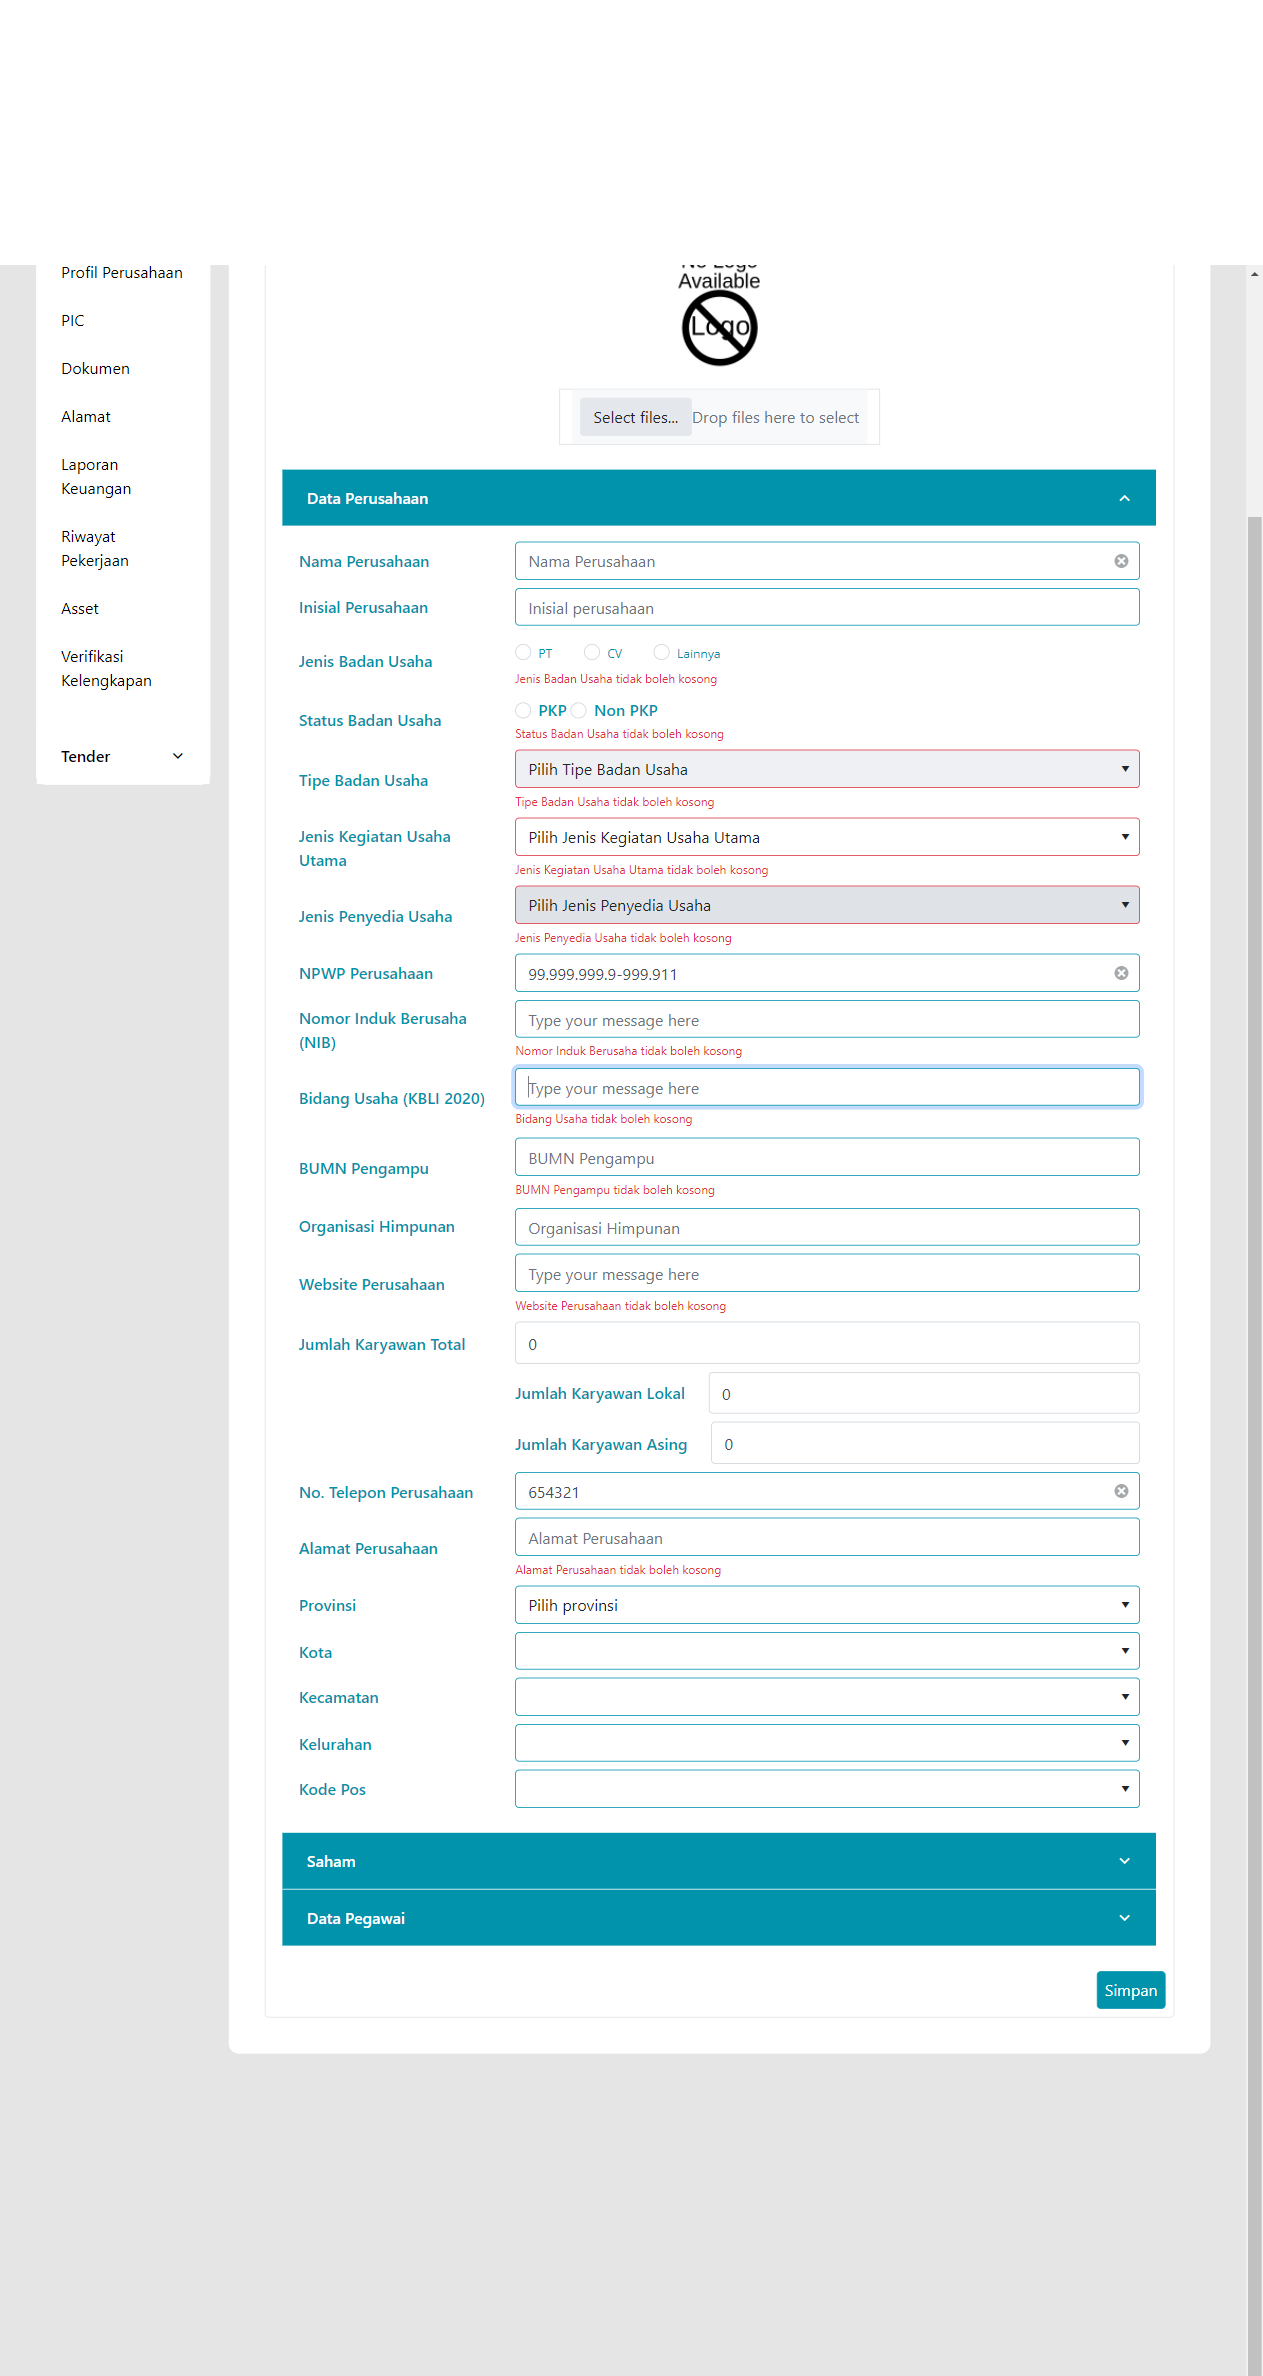 Profil Perusahaan
PIC
Dokumen
Alamat
Laporan
Keuangan
Riwayat
Pekerjaan
Asset
Verifikasi
Kelengkapan
Tender
No Logo
Available
Logo
Select files... Drop files here to select
Data Perusahaan
Nama Perusahaan Nama Perusahaan
Inisial Perusahaan Inisial perusahaan
Jenis Badan Usaha PT CV Lainnya
Jenis Badan Usaha tidak boleh kosong
Status Badan Usaha PKP Non PKP
Status Badan Usaha tidak boleh kosong
Tipe Badan Usaha Pilih Tipe Badan Usaha
Tipe Badan Usaha tidak boleh kosong
Jenis Kegiatan Usaha
Utama
Pilih Jenis Kegiatan Usaha Utama
Jenis Kegiatan Usaha Utama tidak boleh kosong
Jenis Penyedia Usaha Pilih Jenis Penyedia Usaha
Jenis Penyedia Usaha tidak boleh kosong
NPWP Perusahaan 99.999.999.9-999.911
Nomor Induk Berusaha
(NIB)
Type your message here
Nomor Induk Berusaha tidak boleh kosong
Bidang Usaha (KBLI 2020) Type your message here
Bidang Usaha tidak boleh kosong
BUMN Pengampu BUMN Pengampu
BUMN Pengampu tidak boleh kosong
Organisasi Himpunan Organisasi Himpunan
Website Perusahaan Type your message here
Website Perusahaan tidak boleh kosong
Jumlah Karyawan Total 0
Jumlah Karyawan Lokal 0
Jumlah Karyawan Asing 0
No. Telepon Perusahaan 654321
Alamat Perusahaan Alamat Perusahaan
Alamat Perusahaan tidak boleh kosong
Provinsi Pilih provinsi
Kota
Kecamatan
Kelurahan
Kode Pos
Saham
Data Pegawai
Simpan